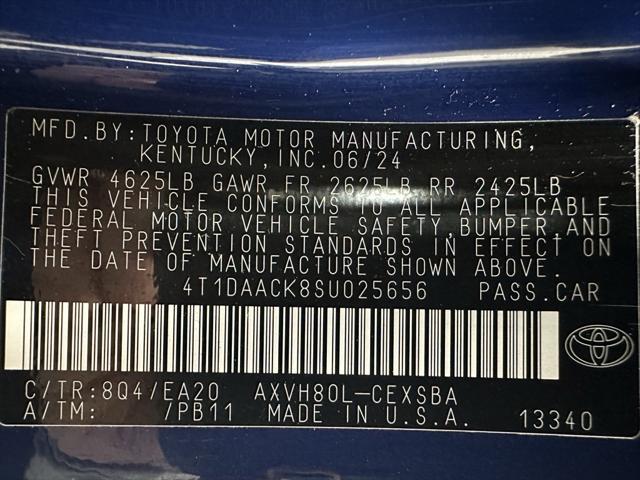 MFD.BY:TOYOTA MOTOR MANUFACTURING,
KENTUCKY, INC. 06/24
GVWR 4625LB GAWR FR 2625LB RR 2425LB
THIS VEHICLE CONFORMS TO ALL APPLICABLE
FEDERAL MOTOR VEHICLE SAFETY, BUMPER AND
THEFT PREVENTION STANDARDS IN EFFECT ON
THE DATE OF MANUFACTURE SHOWN ABOVE.
4T1DAACK8SU025656 PASS.CAR
C/TR:8Q4/EA20 AXVH80L-CEXSBA
A/TM: /PB11 MADE IN U.S.A. 13340